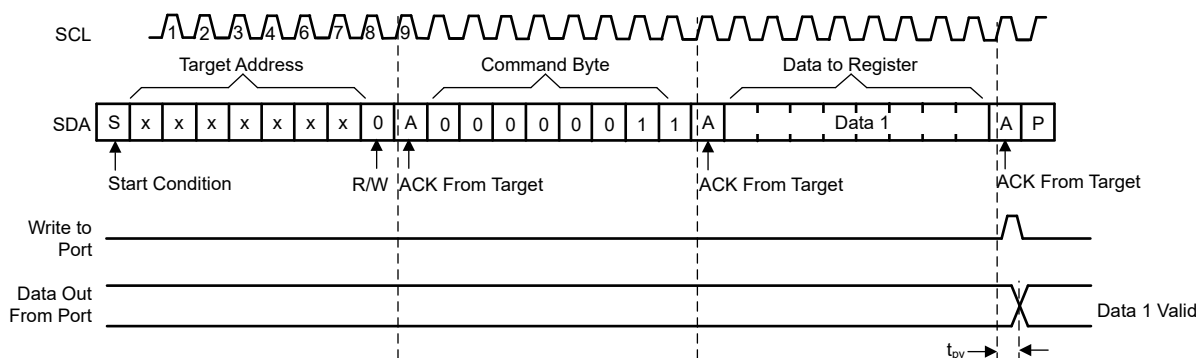 SCL 1 2 3 4 6 7 8 9
Target Address Command Byte Data to Register
SDA S x x x x x x x 0 A 0 0 0 0 0 0 1 1 A Data 1 A P
Start Condition R/W ACK From Target ACK From Target ACK From Target
Write to
Port
Data Out
From Port
Data 1 Valid
tpv